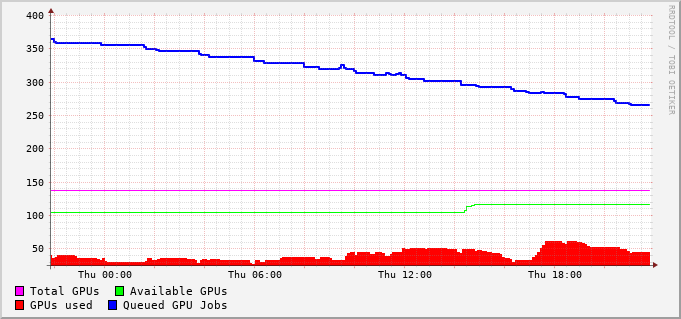 400
350
300
250
200
150
100
50
Thu 00:00 Thu 06:00 Thu 12:00 Thu 18:00
Total GPUs Available GPUs
GPUs used Queued GPU Jobs
RRDTOOL / TOBI OETIKER